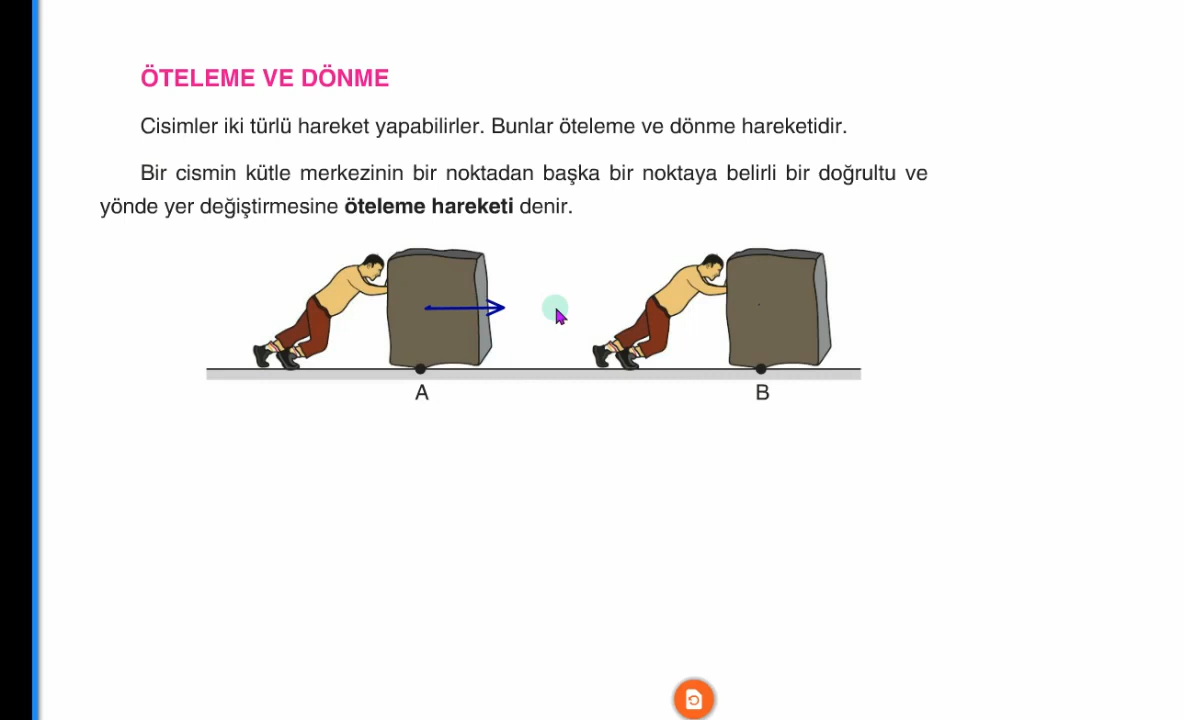 ÖTELEME VE DÖNME
Cisimler iki türlü hareket yapabilirler. Bunlar öteleme ve dönme hareketidir.
Bir cismin kütle merkezinin bir noktadan başka bir noktaya belirli bir doğrultu ve
yönde yer değiştirmesine öteleme hareketi denir.
A
B